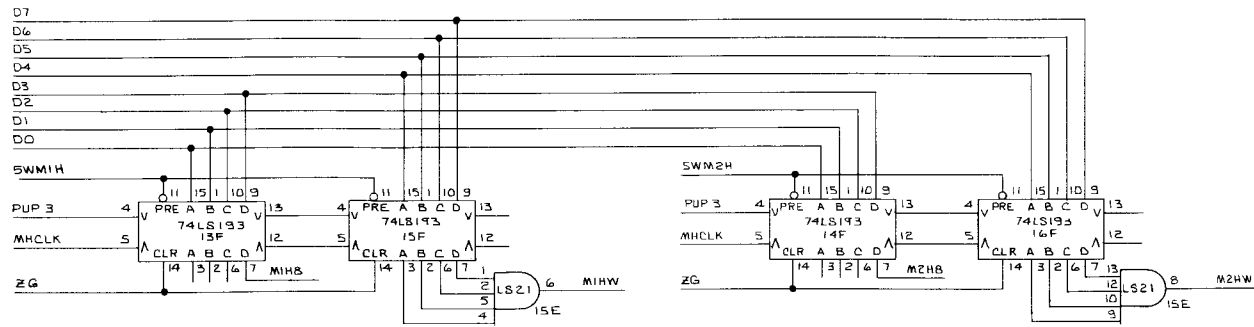 D7
D6
D5
D4
D3
D2
D1
D0
SWM1H
11 15 1 10 9
PRE A B C D
PUP 3 4 V V 13
74LS193
13F
MHCLK 5 Λ Λ 12
CLR A B C D
14 3 2 6 7
M1H8
ZG
11 15 1 10 9
PRE A B C D
4 V V 13
74LS193
15F
5 Λ Λ 12
CLR A B C D
14 3 2 6 7
1
2
5
4
LS21
6 M1HW
15E
SWM2H
11 15 1 10 9
PRE A B C D
PUP 3 4 V V 13
74LS193
14F
MHCLK 5 Λ Λ 12
CLR A B C D
14 3 2 6 7
M2H8
ZG
11 15 1 10 9
PRE A B C D
4 V V 13
74LS193
16F
5 Λ Λ 12
CLR A B C D
14 3 2 6 7
13
12
10
9
LS21
8 M2HW
15E